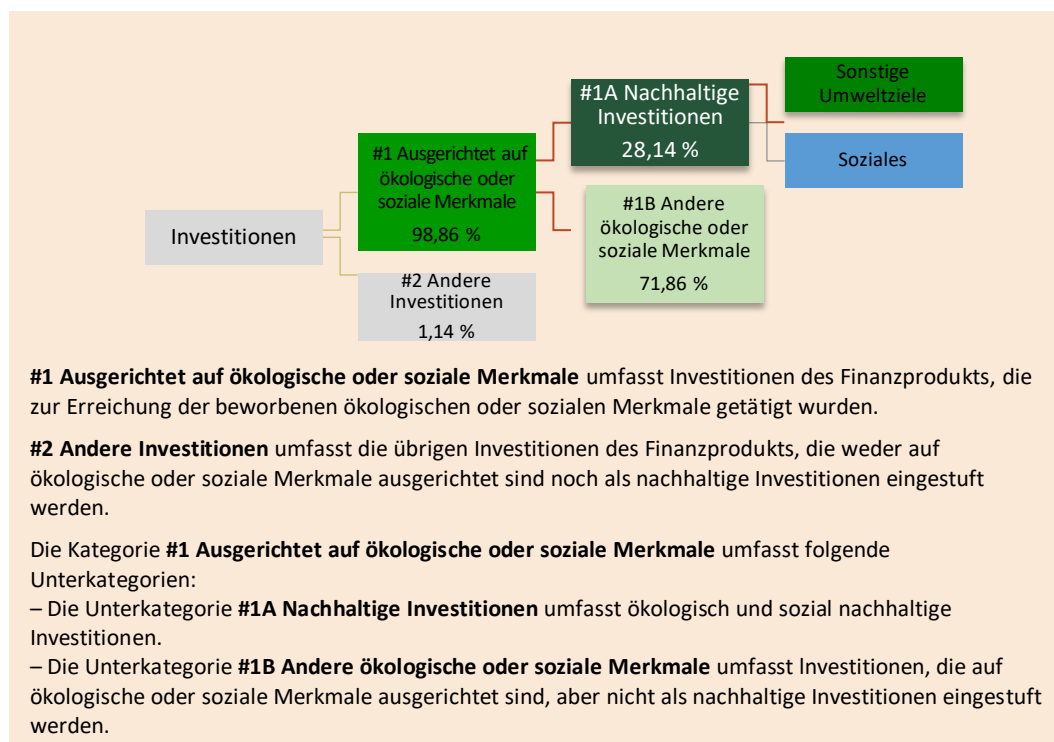 Sonstige
Umweltziele
#1A Nachhaltige
Investitionen
28,14 %
#1 Ausgerichtet auf
ökologische oder
soziale Merkmale
98,86 %
Soziales
#1B Andere
ökologische oder
soziale Merkmale
71,86 %
Investitionen
#2 Andere
Investitionen
1,14 %
#1 Ausgerichtet auf ökologische oder soziale Merkmale umfasst Investitionen des Finanzprodukts, die
zur Erreichung der beworbenen ökologischen oder sozialen Merkmale getätigt wurden.
#2 Andere Investitionen umfasst die übrigen Investitionen des Finanzprodukts, die weder auf
ökologische oder soziale Merkmale ausgerichtet sind noch als nachhaltige Investitionen eingestuft
werden.
Die Kategorie #1 Ausgerichtet auf ökologische oder soziale Merkmale umfasst folgende
Unterkategorien:
– Die Unterkategorie #1A Nachhaltige Investitionen umfasst ökologisch und sozial nachhaltige
Investitionen.
– Die Unterkategorie #1B Andere ökologische oder soziale Merkmale umfasst Investitionen, die auf
ökologische oder soziale Merkmale ausgerichtet sind, aber nicht als nachhaltige Investitionen eingestuft
werden.